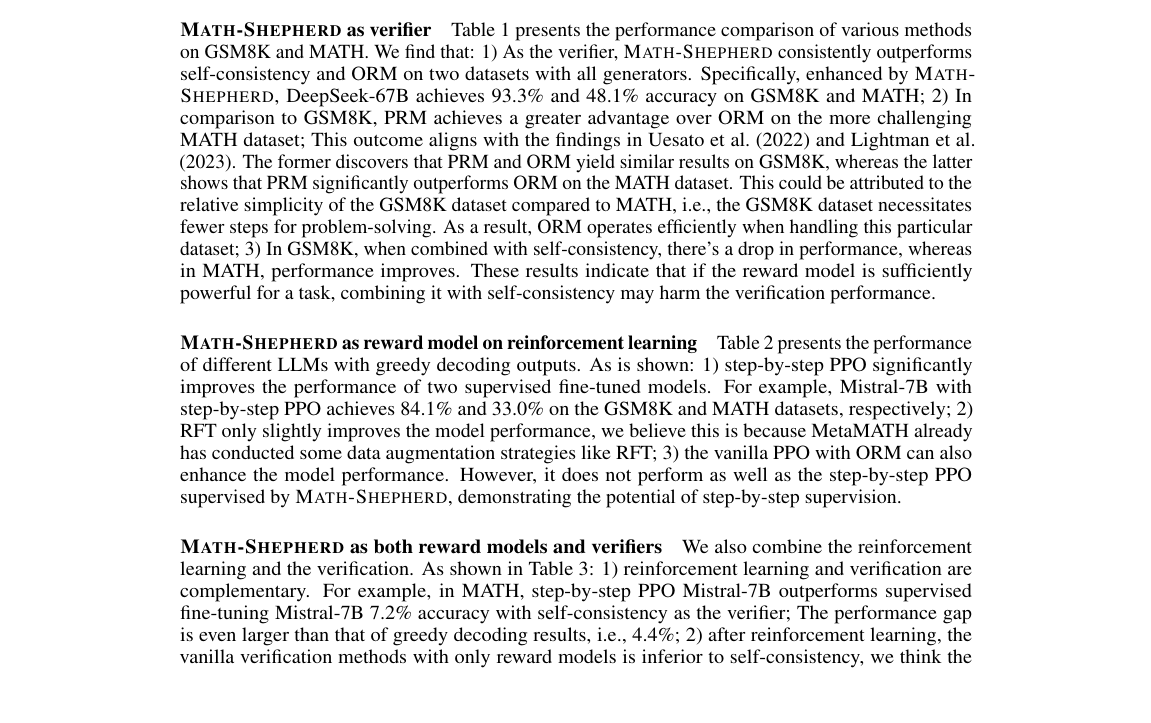 MATH-SHEPHERD as verifier Table 1 presents the performance comparison of various methods
on GSM8K and MATH. We find that: 1) As the verifier, MATH-SHEPHERD consistently outperforms
self-consistency and ORM on two datasets with all generators. Specifically, enhanced by MATH-
SHEPHERD, DeepSeek-67B achieves 93.3% and 48.1% accuracy on GSM8K and MATH; 2) In
comparison to GSM8K, PRM achieves a greater advantage over ORM on the more challenging
MATH dataset; This outcome aligns with the findings in Uesato et al. (2022) and Lightman et al.
(2023). The former discovers that PRM and ORM yield similar results on GSM8K, whereas the latter
shows that PRM significantly outperforms ORM on the MATH dataset. This could be attributed to the
relative simplicity of the GSM8K dataset compared to MATH, i.e., the GSM8K dataset necessitates
fewer steps for problem-solving. As a result, ORM operates efficiently when handling this particular
dataset; 3) In GSM8K, when combined with self-consistency, there's a drop in performance, whereas
in MATH, performance improves. These results indicate that if the reward model is sufficiently
powerful for a task, combining it with self-consistency may harm the verification performance.
MATH-SHEPHERD as reward model on reinforcement learning Table 2 presents the performance
of different LLMs with greedy decoding outputs. As is shown: 1) step-by-step PPO significantly
improves the performance of two supervised fine-tuned models. For example, Mistral-7B with
step-by-step PPO achieves 84.1% and 33.0% on the GSM8K and MATH datasets, respectively; 2)
RFT only slightly improves the model performance, we believe this is because MetaMATH already
has conducted some data augmentation strategies like RFT; 3) the vanilla PPO with ORM can also
enhance the model performance. However, it does not perform as well as the step-by-step PPO
supervised by MATH-SHEPHERD, demonstrating the potential of step-by-step supervision.
MATH-SHEPHERD as both reward models and verifiers We also combine the reinforcement
learning and the verification. As shown in Table 3: 1) reinforcement learning and verification are
complementary. For example, in MATH, step-by-step PPO Mistral-7B outperforms supervised
fine-tuning Mistral-7B 7.2% accuracy with self-consistency as the verifier; The performance gap
is even larger than that of greedy decoding results, i.e., 4.4%; 2) after reinforcement learning, the
vanilla verification methods with only reward models is inferior to self-consistency, we think the